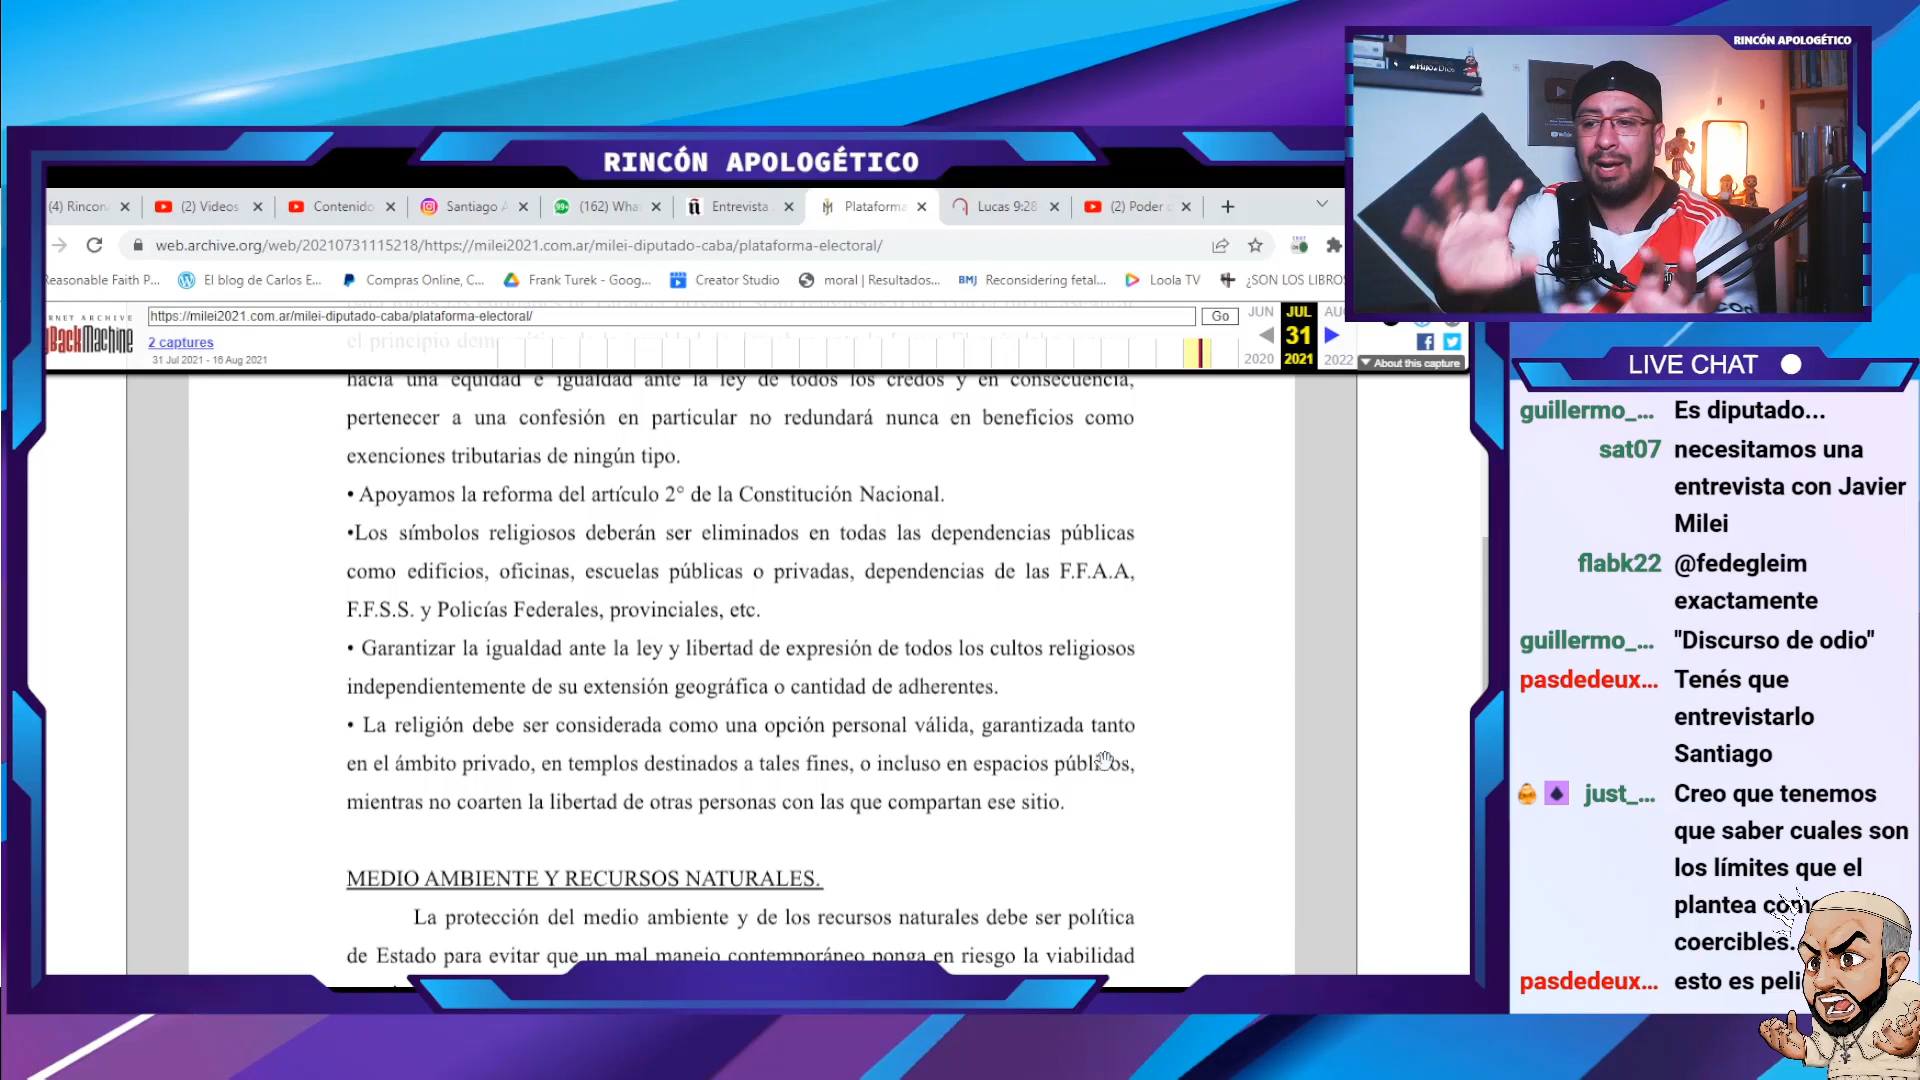 RINCÓN APOLOGÉTICO
RINCÓN APOLOGÉTICO
(4) Rincon
(2) Videos
Contenido
Santiago A
(162) Wha
Entrevista
Plataforma
Lucas 9:28
(2) Poder
web.archive.org/web/20210731115218/https://milei2021.com.ar/milei-diputado-caba/plataforma-electoral/
Reasonable Faith P...
El blog de Carlos E...
Compras Online, C...
Frank Turek - Goog...
Creator Studio
moral | Resultados...
BMJ Reconsidering fetal...
Loola TV
¿SON LOS LIBROS
https://milei2021.com.ar/milei-diputado-caba/plataforma-electoral/
Go
JUN JUL
2 captures
31
31 Jul 2021 - 16 Aug 2021
2020 2021 2022
About this capture
hacia una equidad e igualdad ante la ley de todos los credos y en consecuencia,
pertenecer a una confesión en particular no redundará nunca en beneficios como
exenciones tributarias de ningún tipo.
• Apoyamos la reforma del artículo 2° de la Constitución Nacional.
•Los símbolos religiosos deberán ser eliminados en todas las dependencias públicas
como edificios, oficinas, escuelas públicas o privadas, dependencias de las F.F.A.A,
F.F.S.S. y Policías Federales, provinciales, etc.
• Garantizar la igualdad ante la ley y libertad de expresión de todos los cultos religiosos
independientemente de su extensión geográfica o cantidad de adherentes.
• La religión debe ser considerada como una opción personal válida, garantizada tanto
en el ámbito privado, en templos destinados a tales fines, o incluso en espacios públicos,
mientras no coarten la libertad de otras personas con las que compartan ese sitio.
MEDIO AMBIENTE Y RECURSOS NATURALES.
La protección del medio ambiente y de los recursos naturales debe ser política
de Estado para evitar que un mal manejo contemporáneo ponga en riesgo la viabilidad
LIVE CHAT
guillermo_... Es diputado...
sat07 necesitamos una
entrevista con Javier
Milei
flabk22 @fedegleim
exactamente
guillermo_... "Discurso de odio"
pasdedeux... Tenés que
entrevistarlo
Santiago
just_... Creo que tenemos
que saber cuales son
los límites que el
plantea como
coercibles.
pasdedeux... esto es peli